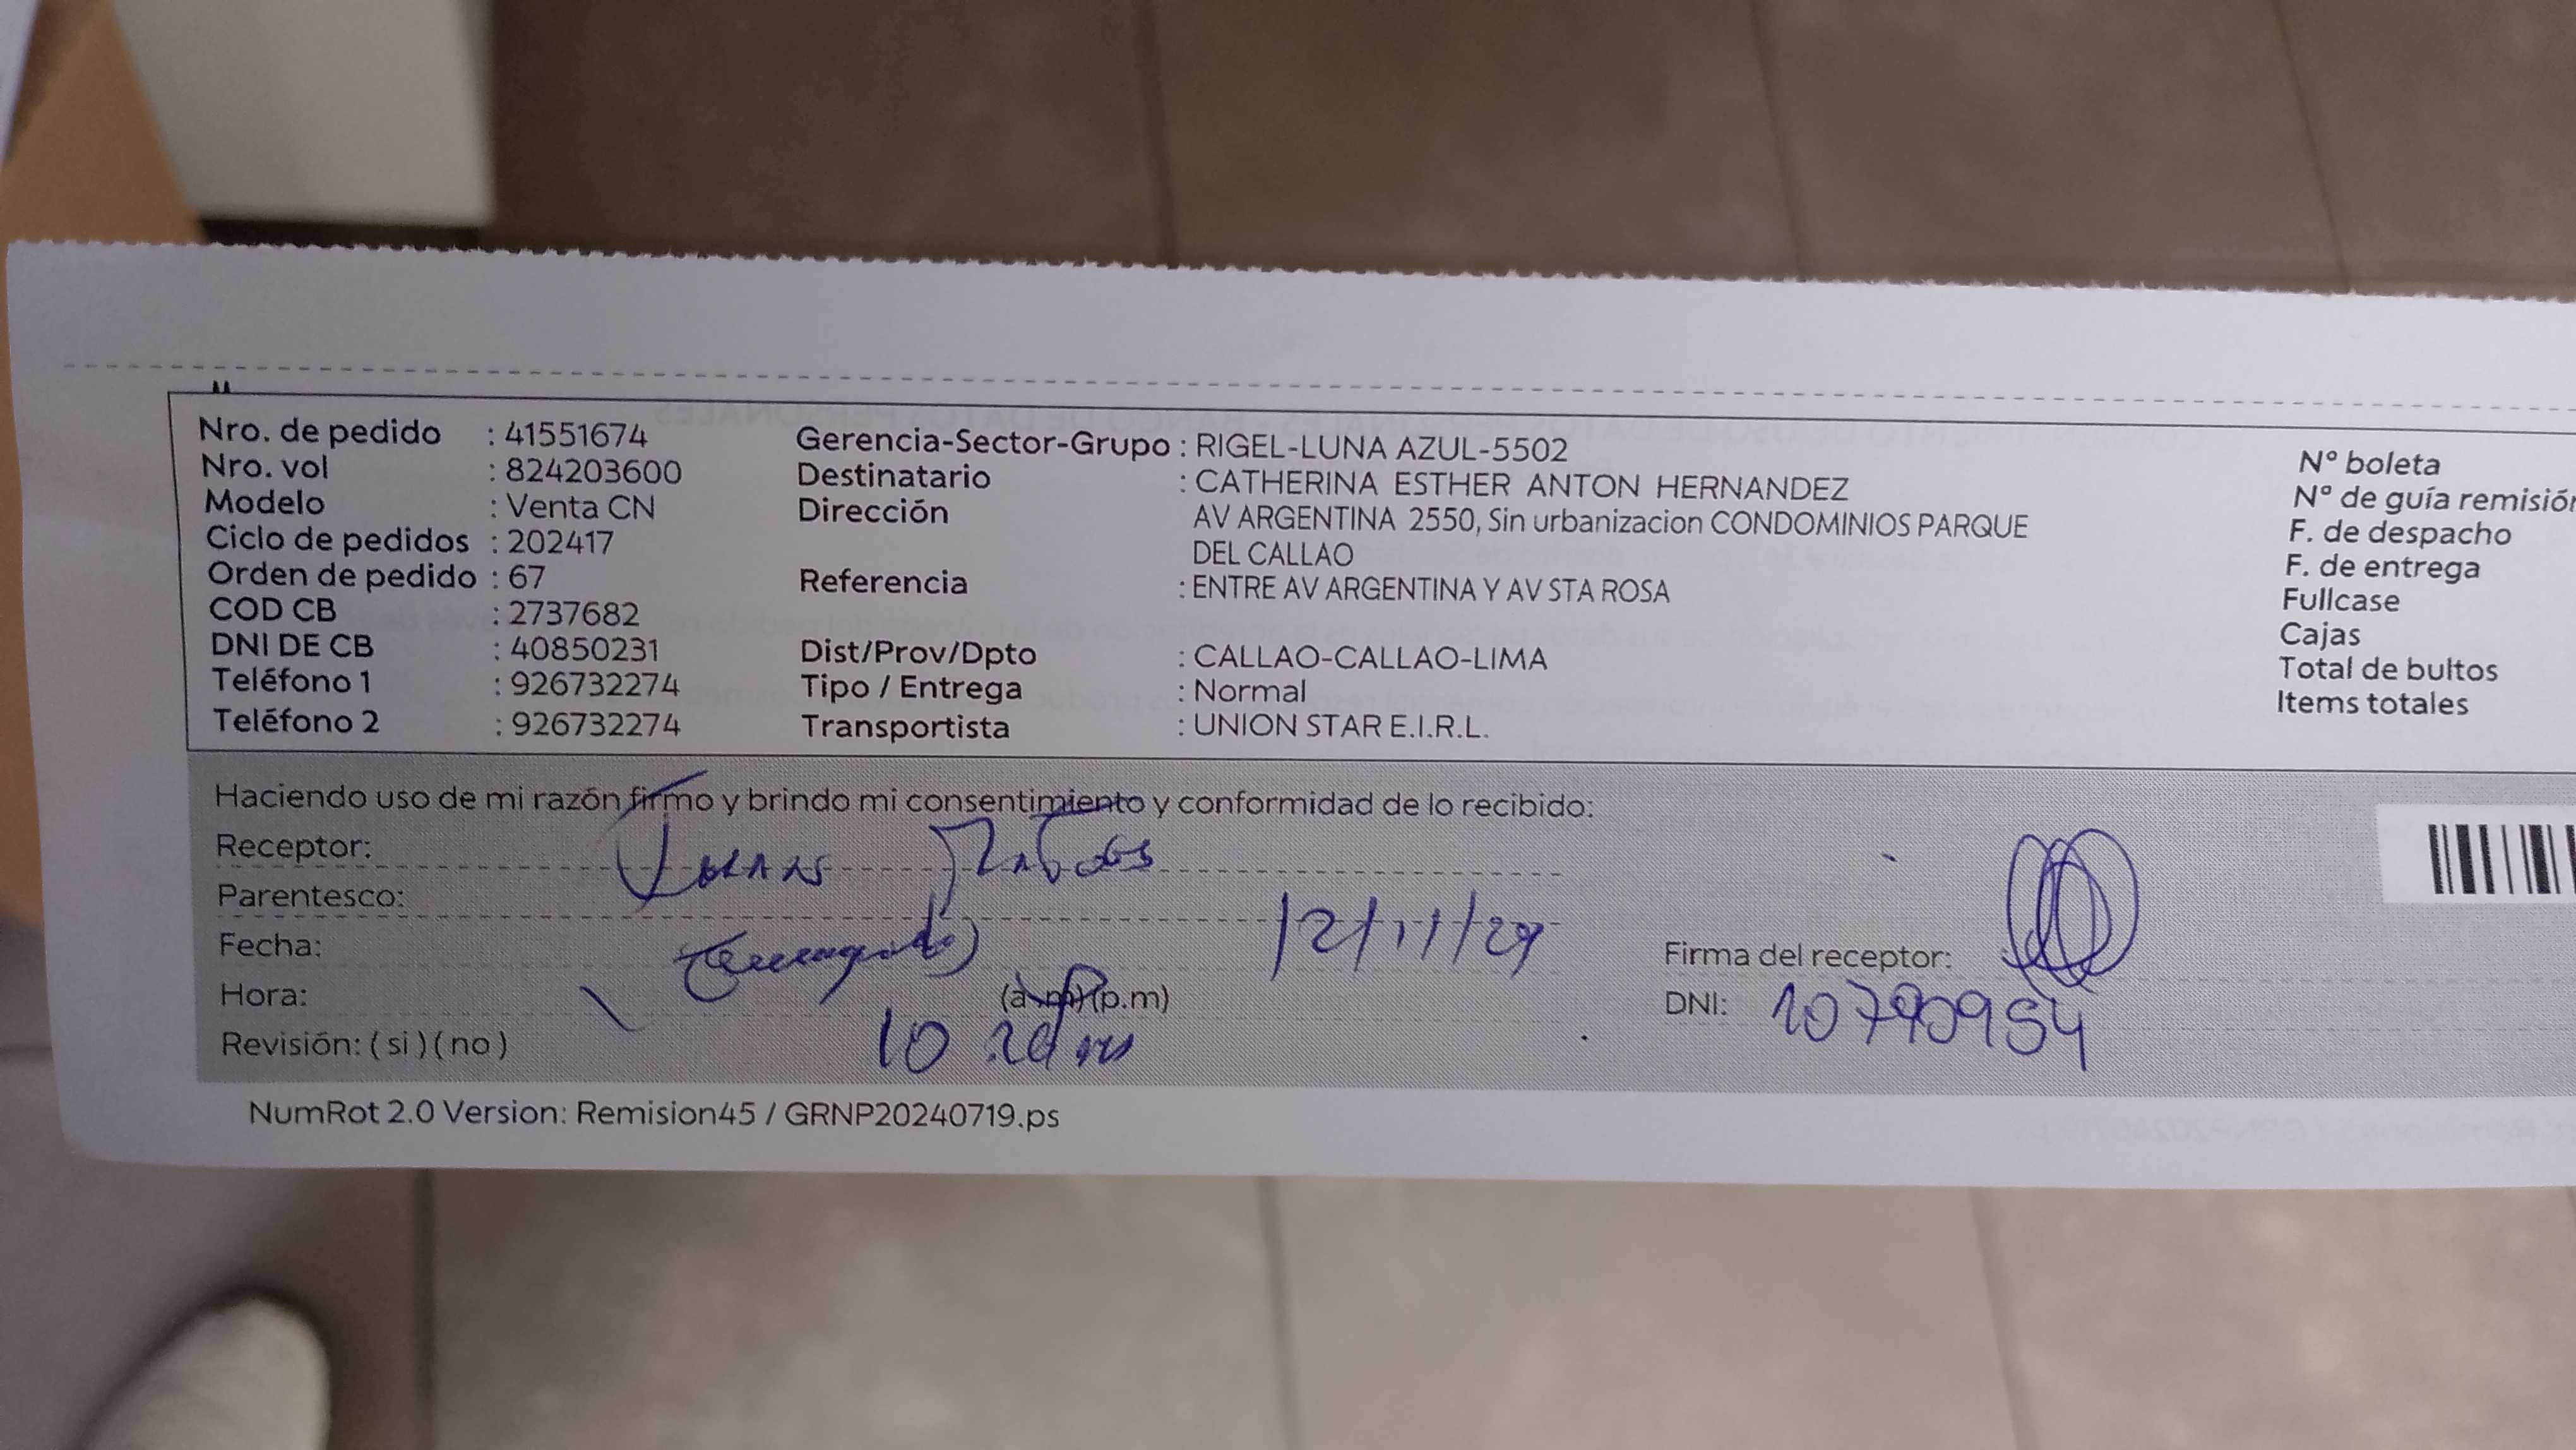 Nro. de pedido : 41551674
Nro. vol : 824203600
Modelo : Venta CN
Ciclo de pedidos : 202417
Orden de pedido : 67
COD CB : 2737682
DNI DE CB : 40850231
Teléfono 1 : 926732274
Teléfono 2 : 926732274
Gerencia-Sector-Grupo : RIGEL-LUNA AZUL-5502
Destinatario : CATHERINA ESTHER ANTON HERNANDEZ
Dirección AV ARGENTINA 2550, Sin urbanizacion CONDOMINIOS PARQUE
DEL CALLAO
Referencia : ENTRE AV ARGENTINA Y AV STA ROSA
Dist/Prov/Dpto : CALLAO-CALLAO-LIMA
Tipo / Entrega : Normal
Transportista : UNION STAR E.I.R.L.
N° boleta
N° de guía remisión
F. de despacho
F. de entrega
Fullcase
Cajas
Total de bultos
Items totales
Haciendo uso de mi razón firmo y brindo mi consentimiento y conformidad de lo recibido:
Receptor:
Parentesco:
Fecha: 12/11/24
Hora: (a.m)(p.m)
Revisión: ( si ) ( no ) 10
Firma del receptor:
DNI: 10790954
NumRot 2.0 Version: Remision45 / GRNP20240719.ps